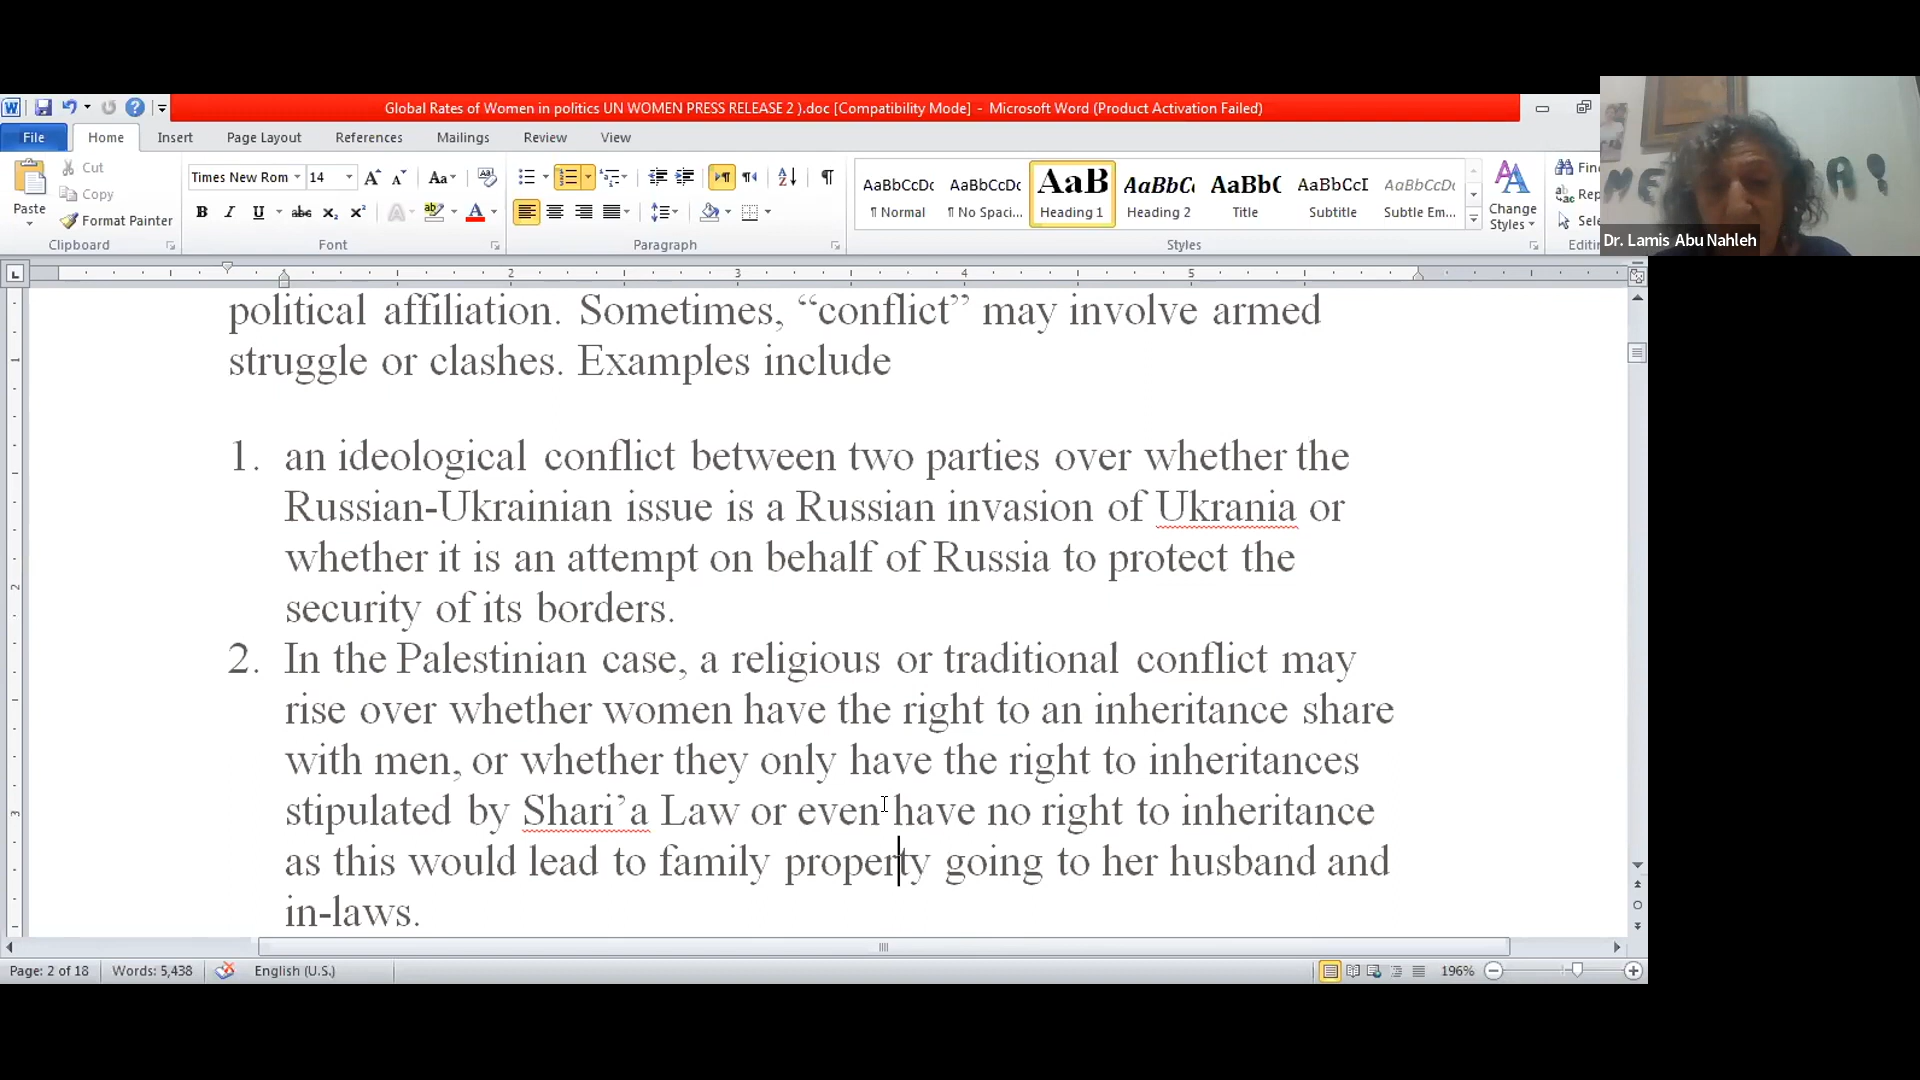 Global Rates of Women in politics UN WOMEN PRESS RELEASE 2 ).doc [Compatibility Mode] - Microsoft Word (Product Activation Failed)
File Home Insert Page Layout References Mailings Review View
Cut
Copy
Format Painter
Paste
Clipboard
Times New Rom 14
Font
Paragraph
AaBbCcDc AaBbCcDc AaB AaBbCc AaBb( AaBbCcI AaBbCcDc
¶ Normal ¶ No Spaci... Heading 1 Heading 2 Title Subtitle Subtle Em...
Styles
Change
Styles
Dr. Lamis Abu Nahleh
2 3 4 5
political affiliation. Sometimes, “conflict” may involve armed
struggle or clashes. Examples include
1. an ideological conflict between two parties over whether the
Russian-Ukrainian issue is a Russian invasion of Ukrania or
whether it is an attempt on behalf of Russia to protect the
security of its borders.
2. In the Palestinian case, a religious or traditional conflict may
rise over whether women have the right to an inheritance share
with men, or whether they only have the right to inheritances
stipulated by Shari’a Law or even have no right to inheritance
as this would lead to family property going to her husband and
in-laws.
Page: 2 of 18 Words: 5,438 English (U.S.) 196%